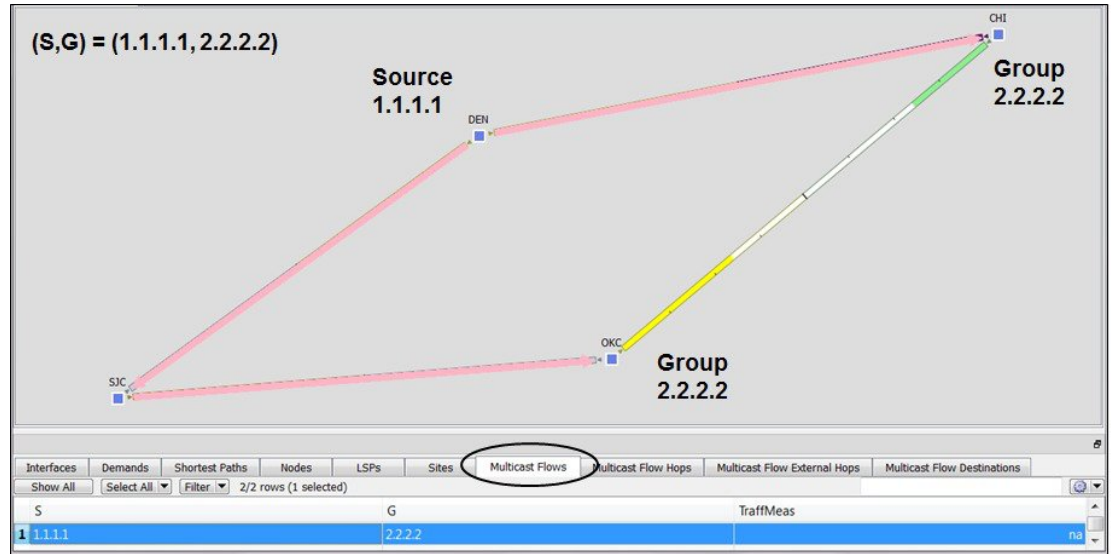 (S,G) = (1.1.1.1, 2.2.2.2)
CHI
Source
1.1.1.1
Group
2.2.2.2
DEN
OKC
Group
2.2.2.2
SJC
Interfaces Demands Shortest Paths Nodes LSPs Sites Multicast Flows Multicast Flow Hops Multicast Flow External Hops Multicast Flow Destinations
Show All Select All Filter 2/2 rows (1 selected)
S G TraffMeas
1 1.1.1.1 2.2.2.2 na